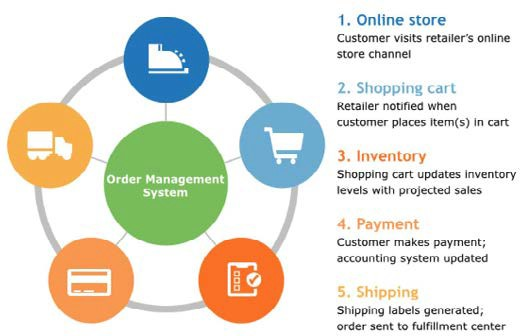 Order Management
System
1. Online store
Customer visits retailer's online
store channel
2. Shopping cart
Retailer notified when
customer places item(s) in cart
3. Inventory
Shopping cart updates inventory
levels with projected sales
4. Payment
Customer makes payment;
accounting system updated
5. Shipping
Shipping labels generated;
order sent to fulfillment center